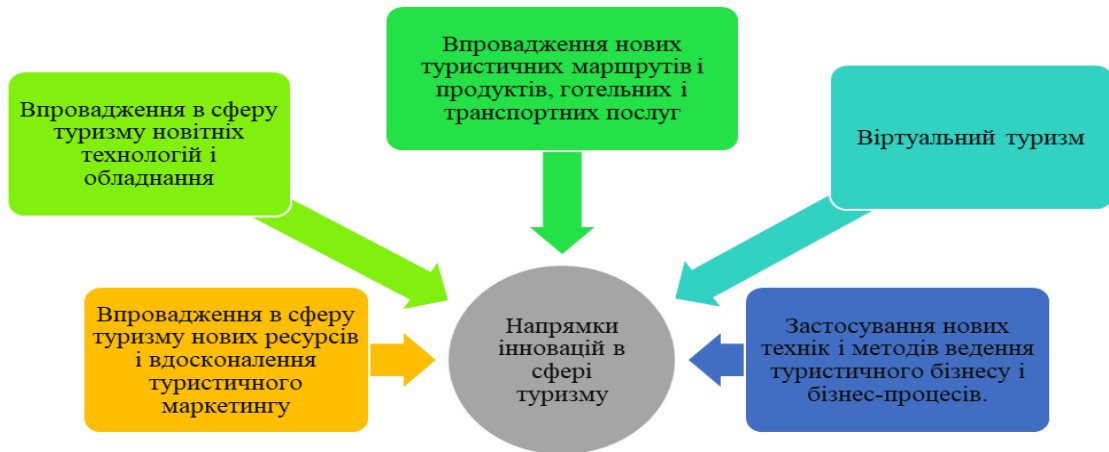 Впровадження нових
туристичних маршрутів і
продуктів, готельних і
транспортних послуг
Впровадження в сферу
туризму новітніх
технологій і
обладнання
Віртуальний туризм
Впровадження в сферу
туризму нових ресурсів
і вдосконалення
туристичного
маркетингу
Напрямки
інновацій в
сфері
туризму
Застосування нових
технік і методів ведення
туристичного бізнесу і
бізнес-процесів.